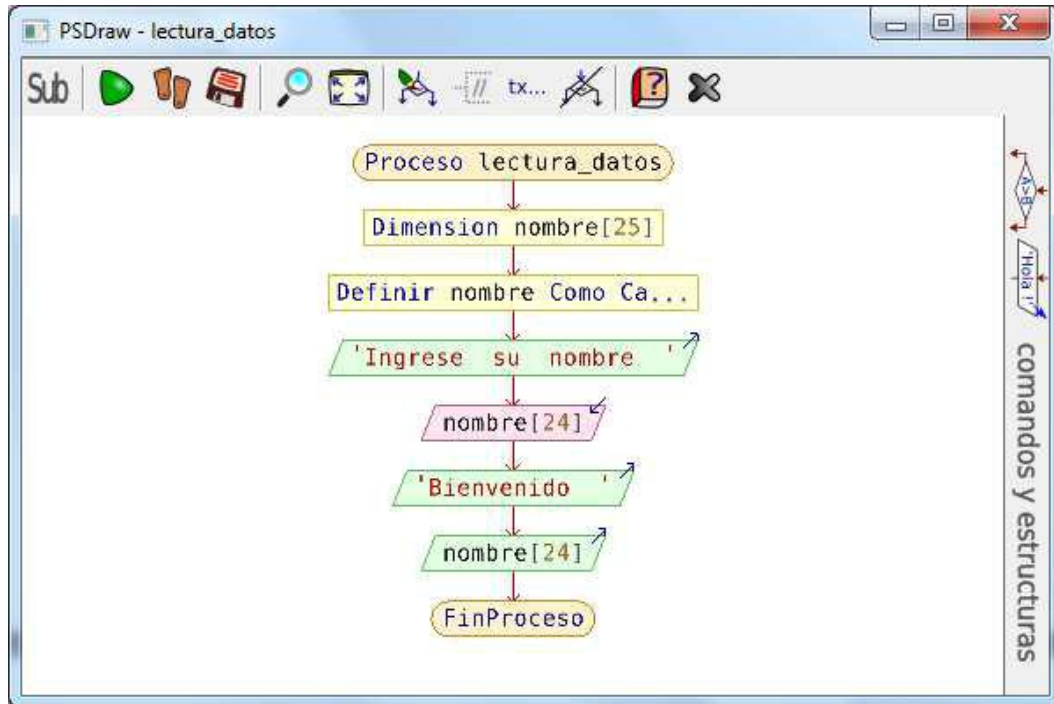 PSDraw - lectura_datos
Sub
tx...
Proceso lectura_datos
Dimension nombre[25]
Definir nombre Como Ca...
'Ingrese su nombre '
nombre[24]
'Bienvenido '
nombre[24]
FinProceso
A>B
'Hola !'
comandos y estructuras